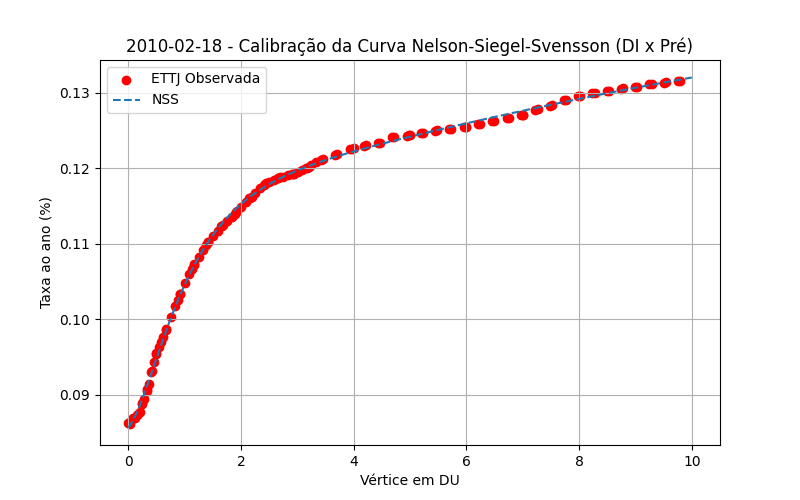 2010-02-18 - Calibração da Curva Nelson-Siegel-Svensson (DI x Pré)
ETTJ Observada
NSS
Taxa ao ano (%)
0.13
0.12
0.11
0.10
0.09
0 2 4 6 8 10
Vértice em DU